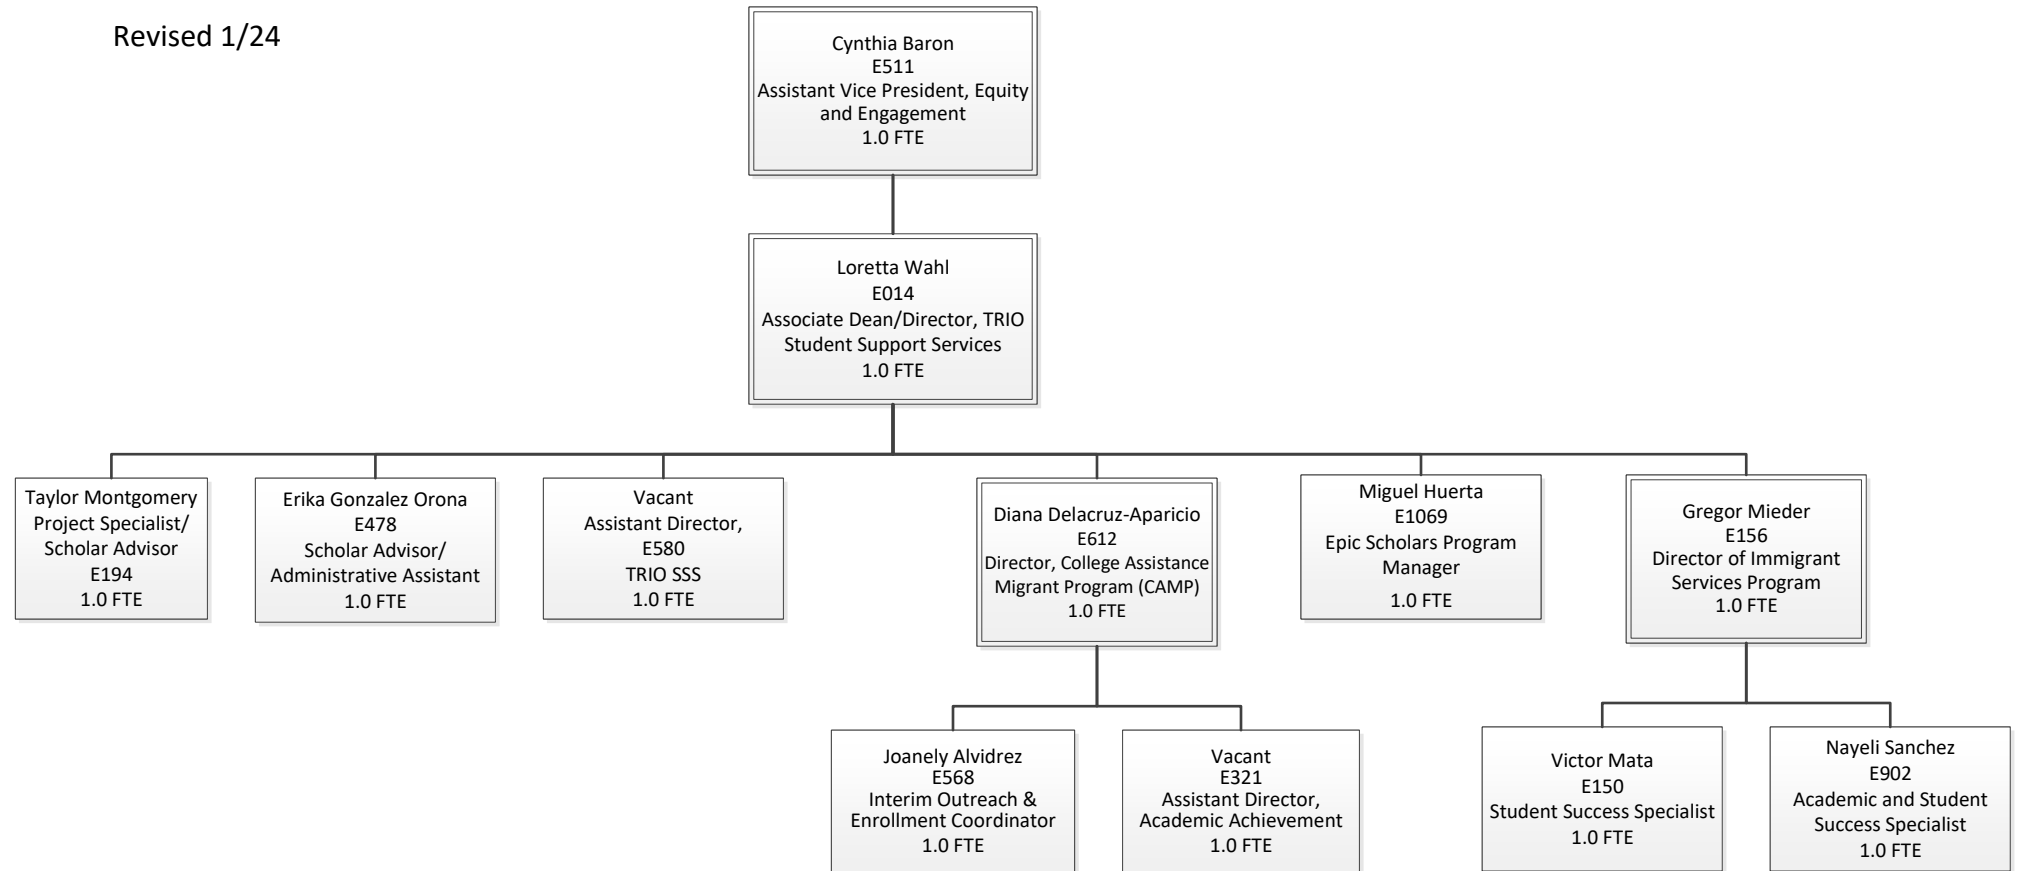 Revised 1/24
Cynthia Baron
E511
Assistant Vice President, Equity
and Engagement
1.0 FTE
Loretta Wahl
E014
Associate Dean/Director, TRIO
Student Support Services
1.0 FTE
Taylor Montgomery
Project Specialist/
Scholar Advisor
E194
1.0 FTE
Erika Gonzalez Orona
E478
Scholar Advisor/
Administrative Assistant
1.0 FTE
Vacant
Assistant Director,
E580
TRIO SSS
1.0 FTE
Diana Delacruz-Aparicio
E612
Director, College Assistance
Migrant Program (CAMP)
1.0 FTE
Miguel Huerta
E1069
Epic Scholars Program
Manager
1.0 FTE
Gregor Mieder
E156
Director of Immigrant
Services Program
1.0 FTE
Joanely Alvidrez
E568
Interim Outreach &
Enrollment Coordinator
1.0 FTE
Vacant
E321
Assistant Director,
Academic Achievement
1.0 FTE
Victor Mata
E150
Student Success Specialist
1.0 FTE
Nayeli Sanchez
E902
Academic and Student
Success Specialist
1.0 FTE